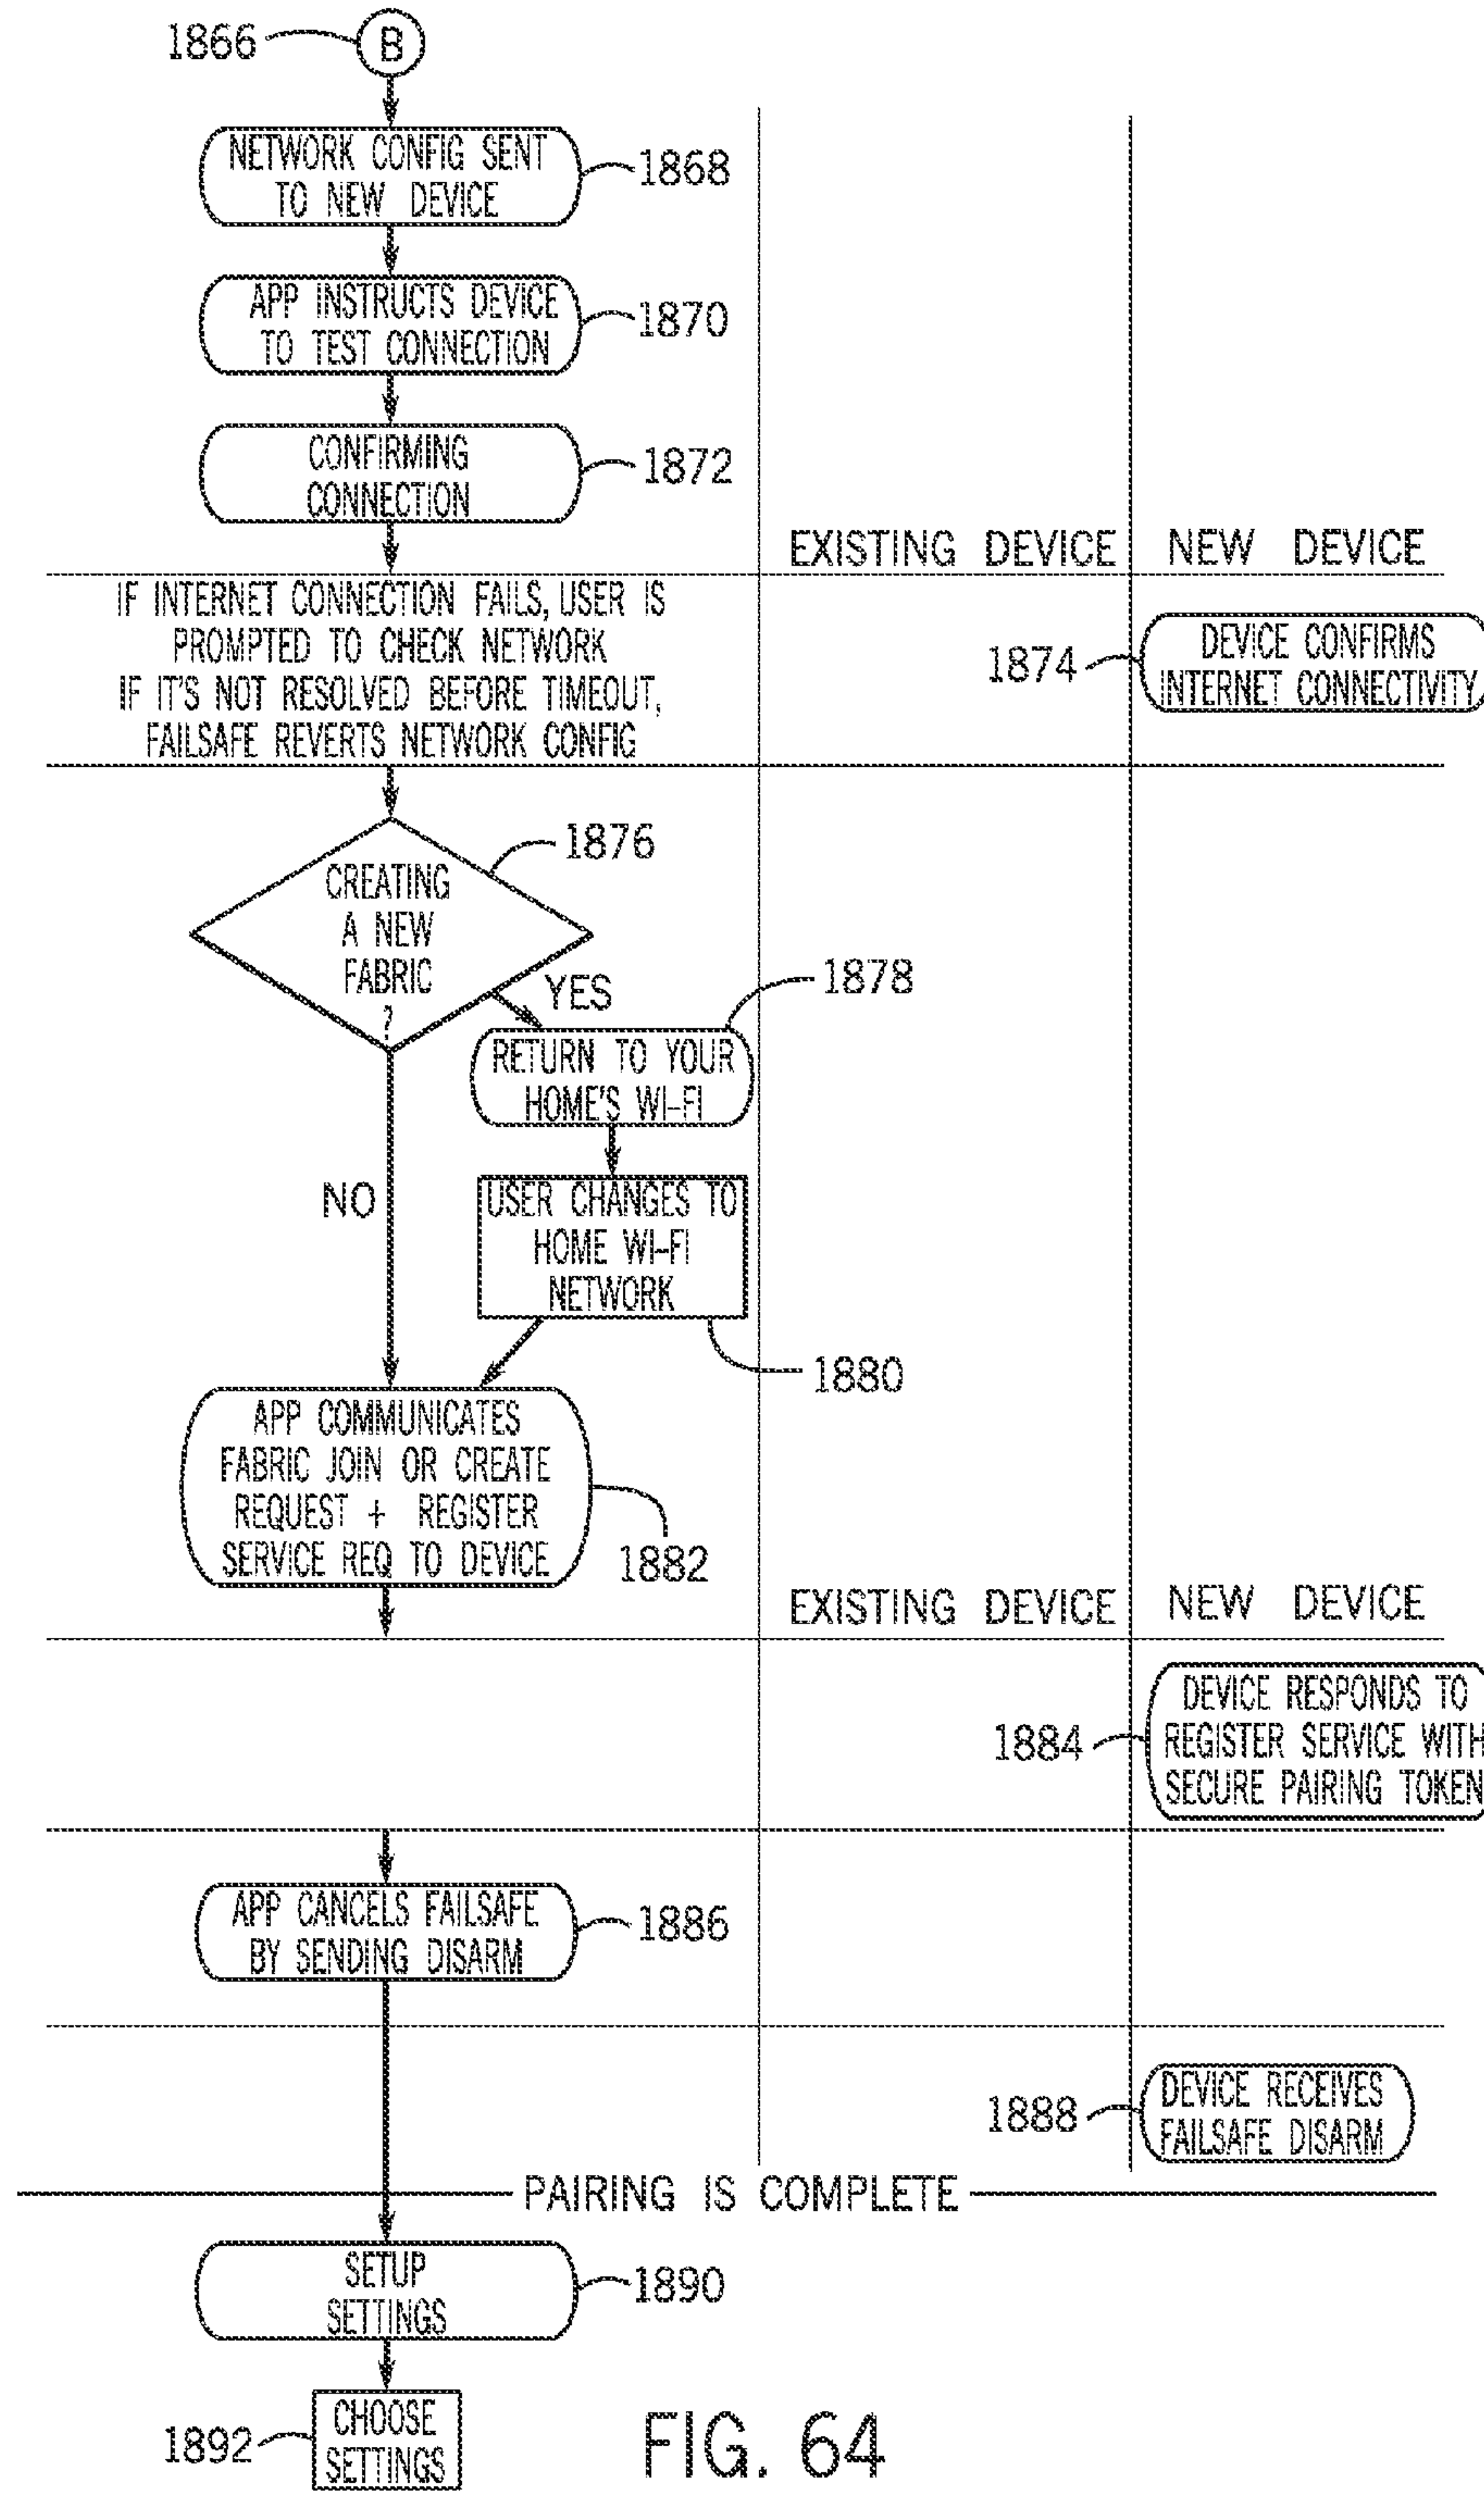 1866
B
NETWORK CONFIG SENT
TO NEW DEVICE
1868
APP INSTRUCTS DEVICE
TO TEST CONNECTION
1870
CONFIRMING
CONNECTION
1872
EXISTING DEVICE
NEW DEVICE
IF INTERNET CONNECTION FAILS, USER IS
PROMPTED TO CHECK NETWORK
IF IT'S NOT RESOLVED BEFORE TIMEOUT,
FAILSAFE REVERTS NETWORK CONFIG
1874
DEVICE CONFIRMS
INTERNET CONNECTIVITY
1876
CREATING
A NEW
FABRIC
?
YES
1878
RETURN TO YOUR
HOME'S WI-FI
NO
USER CHANGES TO
HOME WI-FI
NETWORK
1880
APP COMMUNICATES
FABRIC JOIN OR CREATE
REQUEST + REGISTER
SERVICE REQ TO DEVICE
1882
EXISTING DEVICE
NEW DEVICE
1884
DEVICE RESPONDS TO
REGISTER SERVICE WITH
SECURE PAIRING TOKEN
APP CANCELS FAILSAFE
BY SENDING DISARM
1886
1888
DEVICE RECEIVES
FAILSAFE DISARM
PAIRING IS COMPLETE
SETUP
SETTINGS
1890
1892
CHOOSE
SETTINGS
FIG. 64